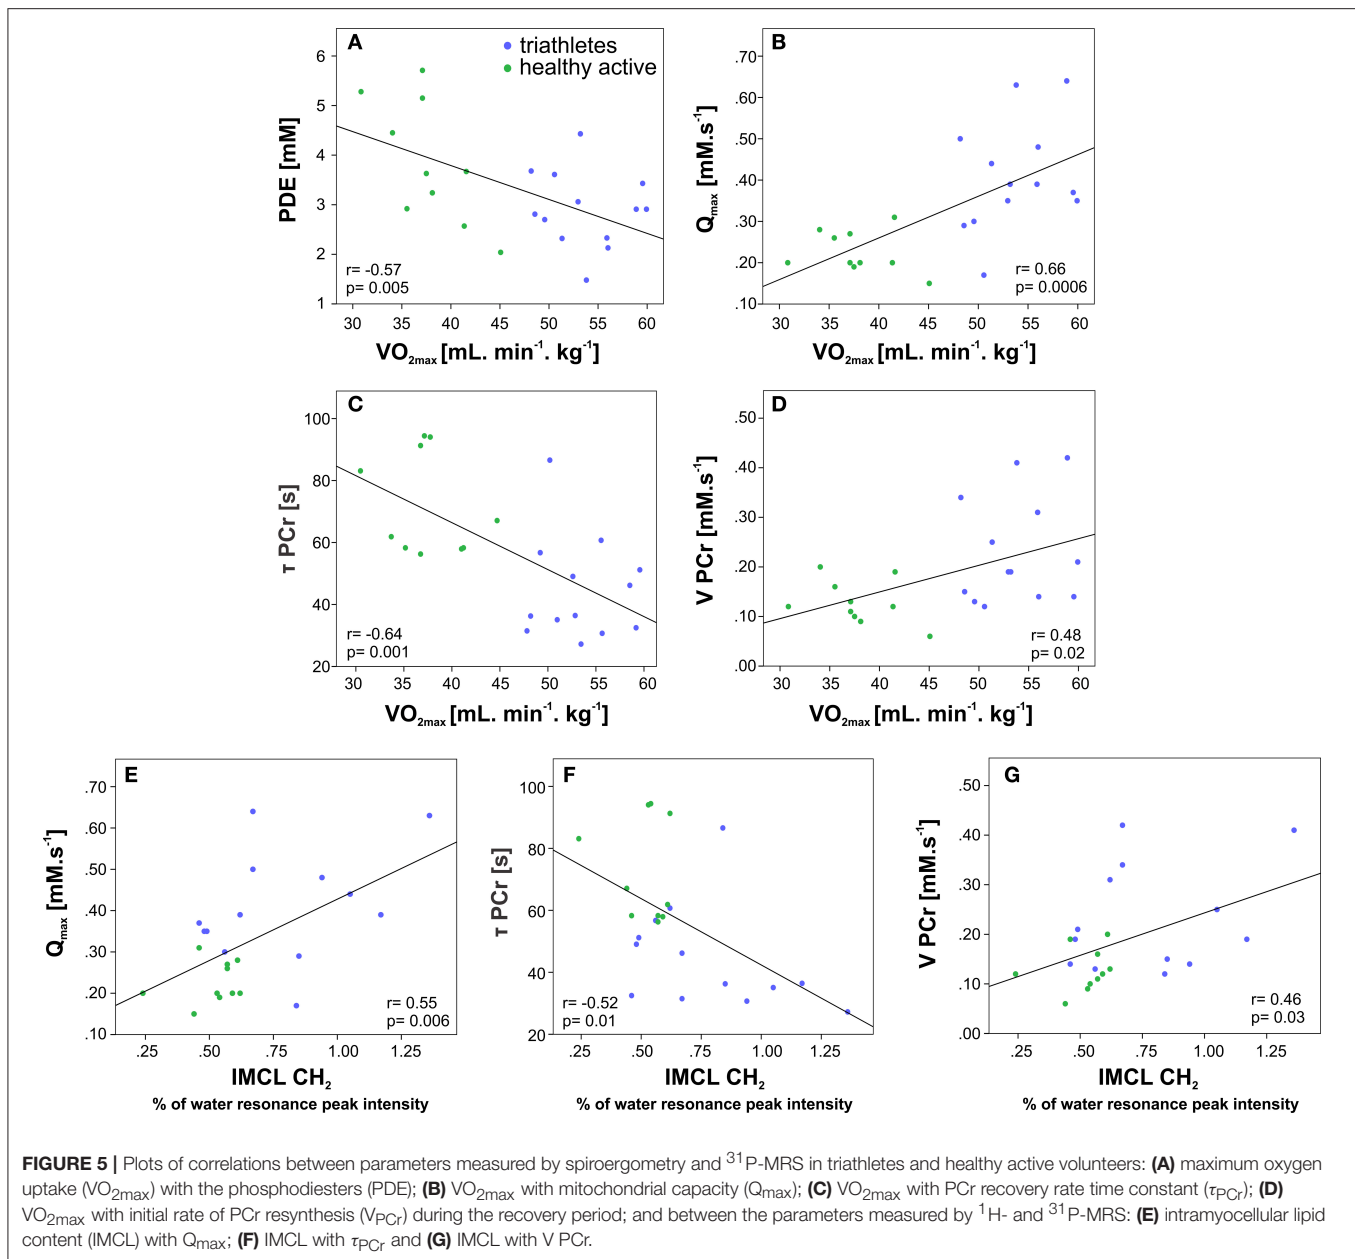 A
triathletes
healthy active
PDE [mM]
6
5
4
3
2
1
r= -0.57
p= 0.005
30 35 40 45 50 55 60
VO2max [mL. min-1. kg-1]
B
Qmax [mM.s-1]
.70
.60
.50
.40
.30
.20
.10
r= 0.66
p= 0.0006
30 35 40 45 50 55 60
VO2max [mL. min-1. kg-1]
C
τ PCr [s]
100
80
60
40
20
r= -0.64
p= 0.001
30 35 40 45 50 55 60
VO2max [mL. min-1. kg-1]
D
V PCr [mM.s-1]
.50
.40
.30
.20
.10
.00
r= 0.48
p= 0.02
30 35 40 45 50 55 60
VO2max [mL. min-1. kg-1]
E
Qmax [mM.s-1]
.70
.60
.50
.40
.30
.20
.10
r= 0.55
p= 0.006
.25 .50 .75 1.00 1.25
IMCL CH2
% of water resonance peak intensity
F
τ PCr [s]
100
80
60
40
20
r= -0.52
p= 0.01
.25 .50 .75 1.00 1.25
IMCL CH2
% of water resonance peak intensity
G
V PCr [mM.s-1]
.50
.40
.30
.20
.10
.00
r= 0.46
p= 0.03
.25 .50 .75 1.00 1.25
IMCL CH2
% of water resonance peak intensity
FIGURE 5 | Plots of correlations between parameters measured by spiroergometry and 31P-MRS in triathletes and healthy active volunteers: (A) maximum oxygen
uptake (VO2max) with the phosphodiesters (PDE); (B) VO2max with mitochondrial capacity (Qmax); (C) VO2max with PCr recovery rate time constant (τPCr); (D)
VO2max with initial rate of PCr resynthesis (VPCr) during the recovery period; and between the parameters measured by 1H- and 31P-MRS: (E) intramyocellular lipid
content (IMCL) with Qmax; (F) IMCL with τPCr and (G) IMCL with V PCr.